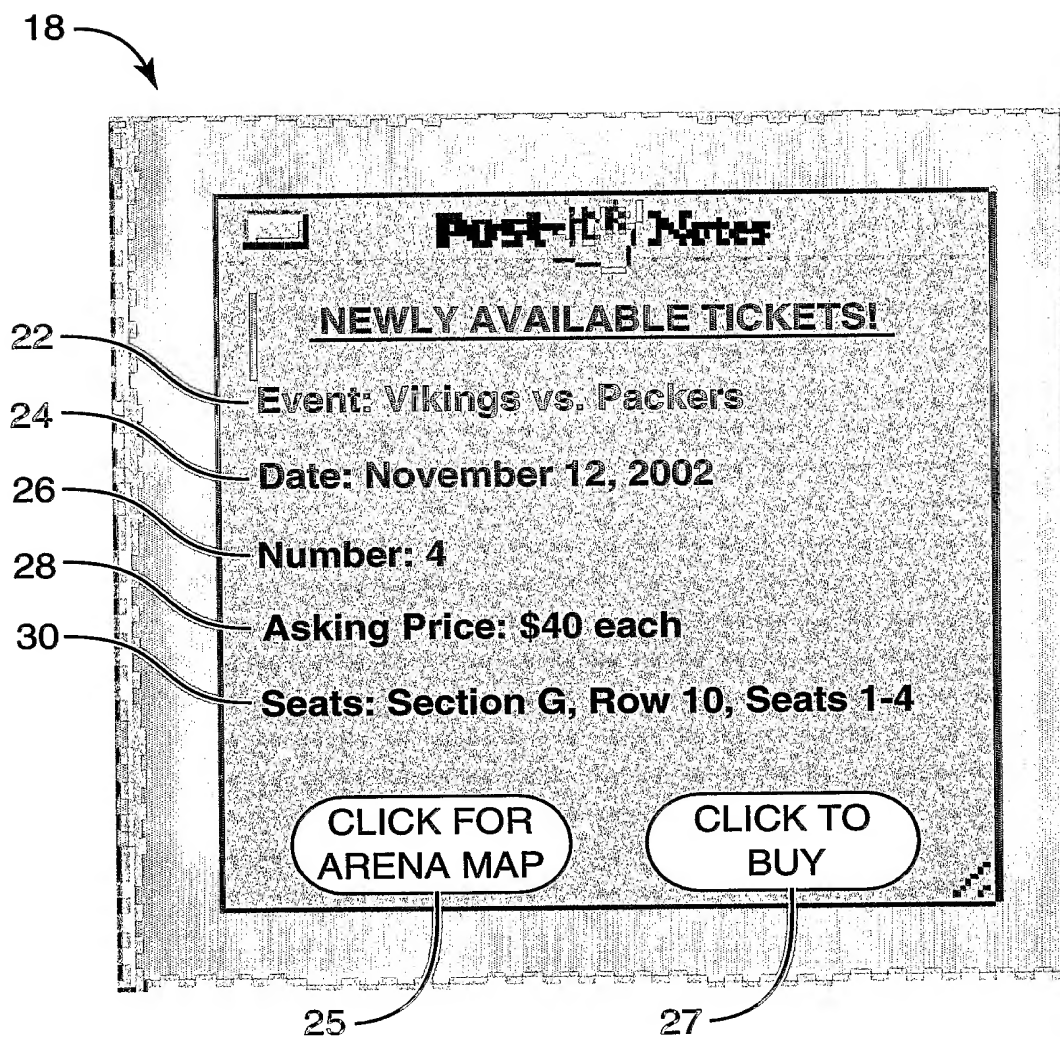 18
Post-it® Notes
NEWLY AVAILABLE TICKETS!
22
Event: Vikings vs. Packers
24
Date: November 12, 2002
26
Number: 4
28
Asking Price: $40 each
30
Seats: Section G, Row 10, Seats 1-4
CLICK FOR
ARENA MAP
CLICK TO
BUY
25
27